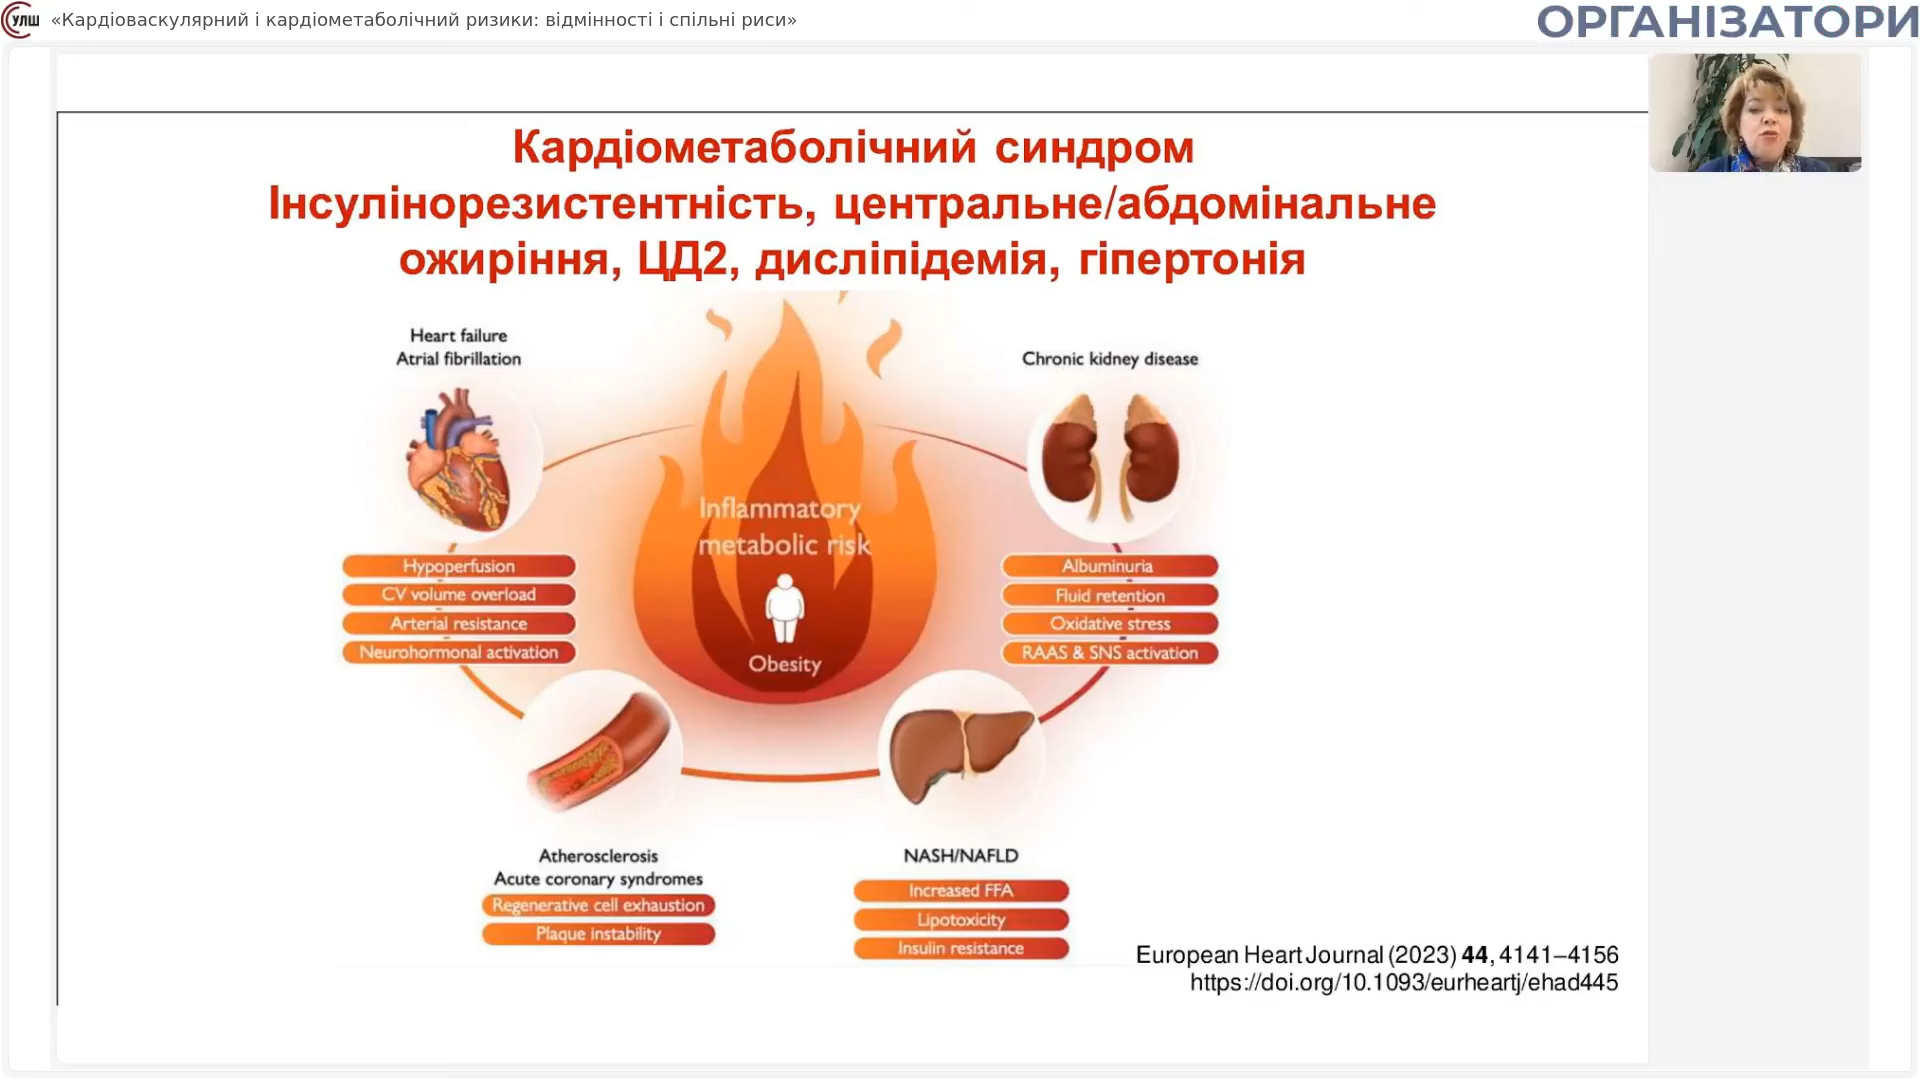 УЛШ «Кардіоваскулярний і кардіометаболічний ризики: відмінності і спільні риси»
ОРГАНІЗАТОРИ
Кардіометаболічний синдром
Інсулінорезистентність, центральне/абдомінальне
ожиріння, ЦД2, дисліпідемія, гіпертонія
Heart failure
Atrial fibrillation
Hypoperfusion
CV volume overload
Arterial resistance
Neurohormonal activation
Inflammatory
metabolic risk
Obesity
Chronic kidney disease
Albuminuria
Fluid retention
Oxidative stress
RAAS & SNS activation
Atherosclerosis
Acute coronary syndromes
Regenerative cell exhaustion
Plaque instability
NASH/NAFLD
Increased FFA
Lipotoxicity
Insulin resistance
European Heart Journal (2023) 44, 4141–4156
https://doi.org/10.1093/eurheartj/ehad445